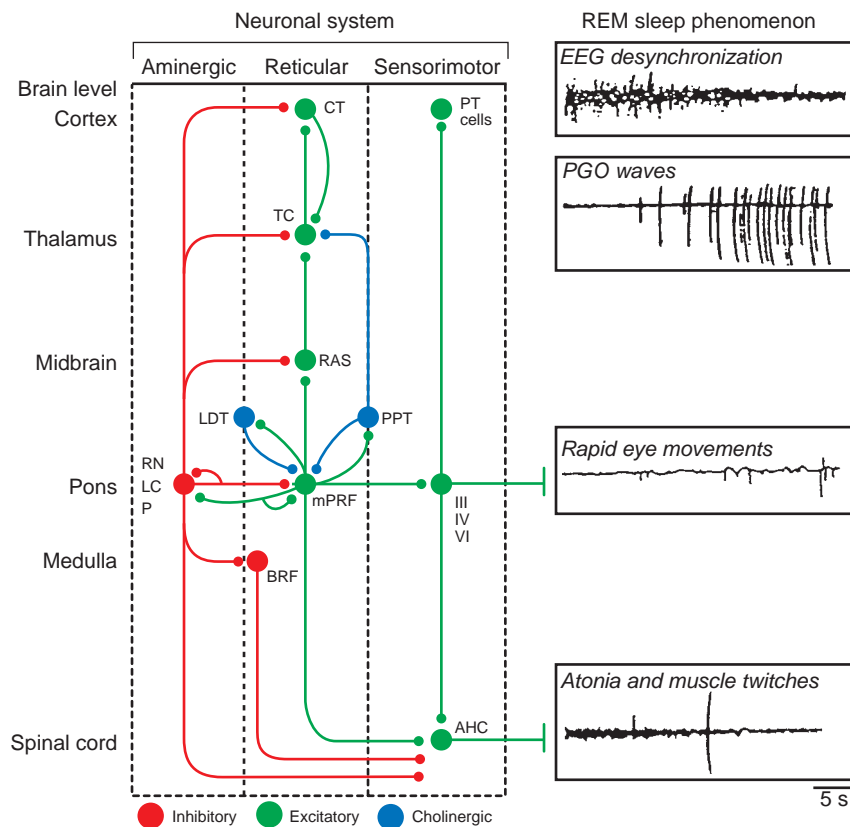 Neuronal system
REM sleep phenomenon
Aminergic
Reticular
Sensorimotor
EEG desynchronization
Brain level
Cortex
CT
PT
cells
PGO waves
TC
Thalamus
Midbrain
RAS
LDT
PPT
Rapid eye movements
RN
LC
P
Pons
mPRF
III
IV
VI
Medulla
BRF
Atonia and muscle twitches
Spinal cord
AHC
5 s
Inhibitory
Excitatory
Cholinergic